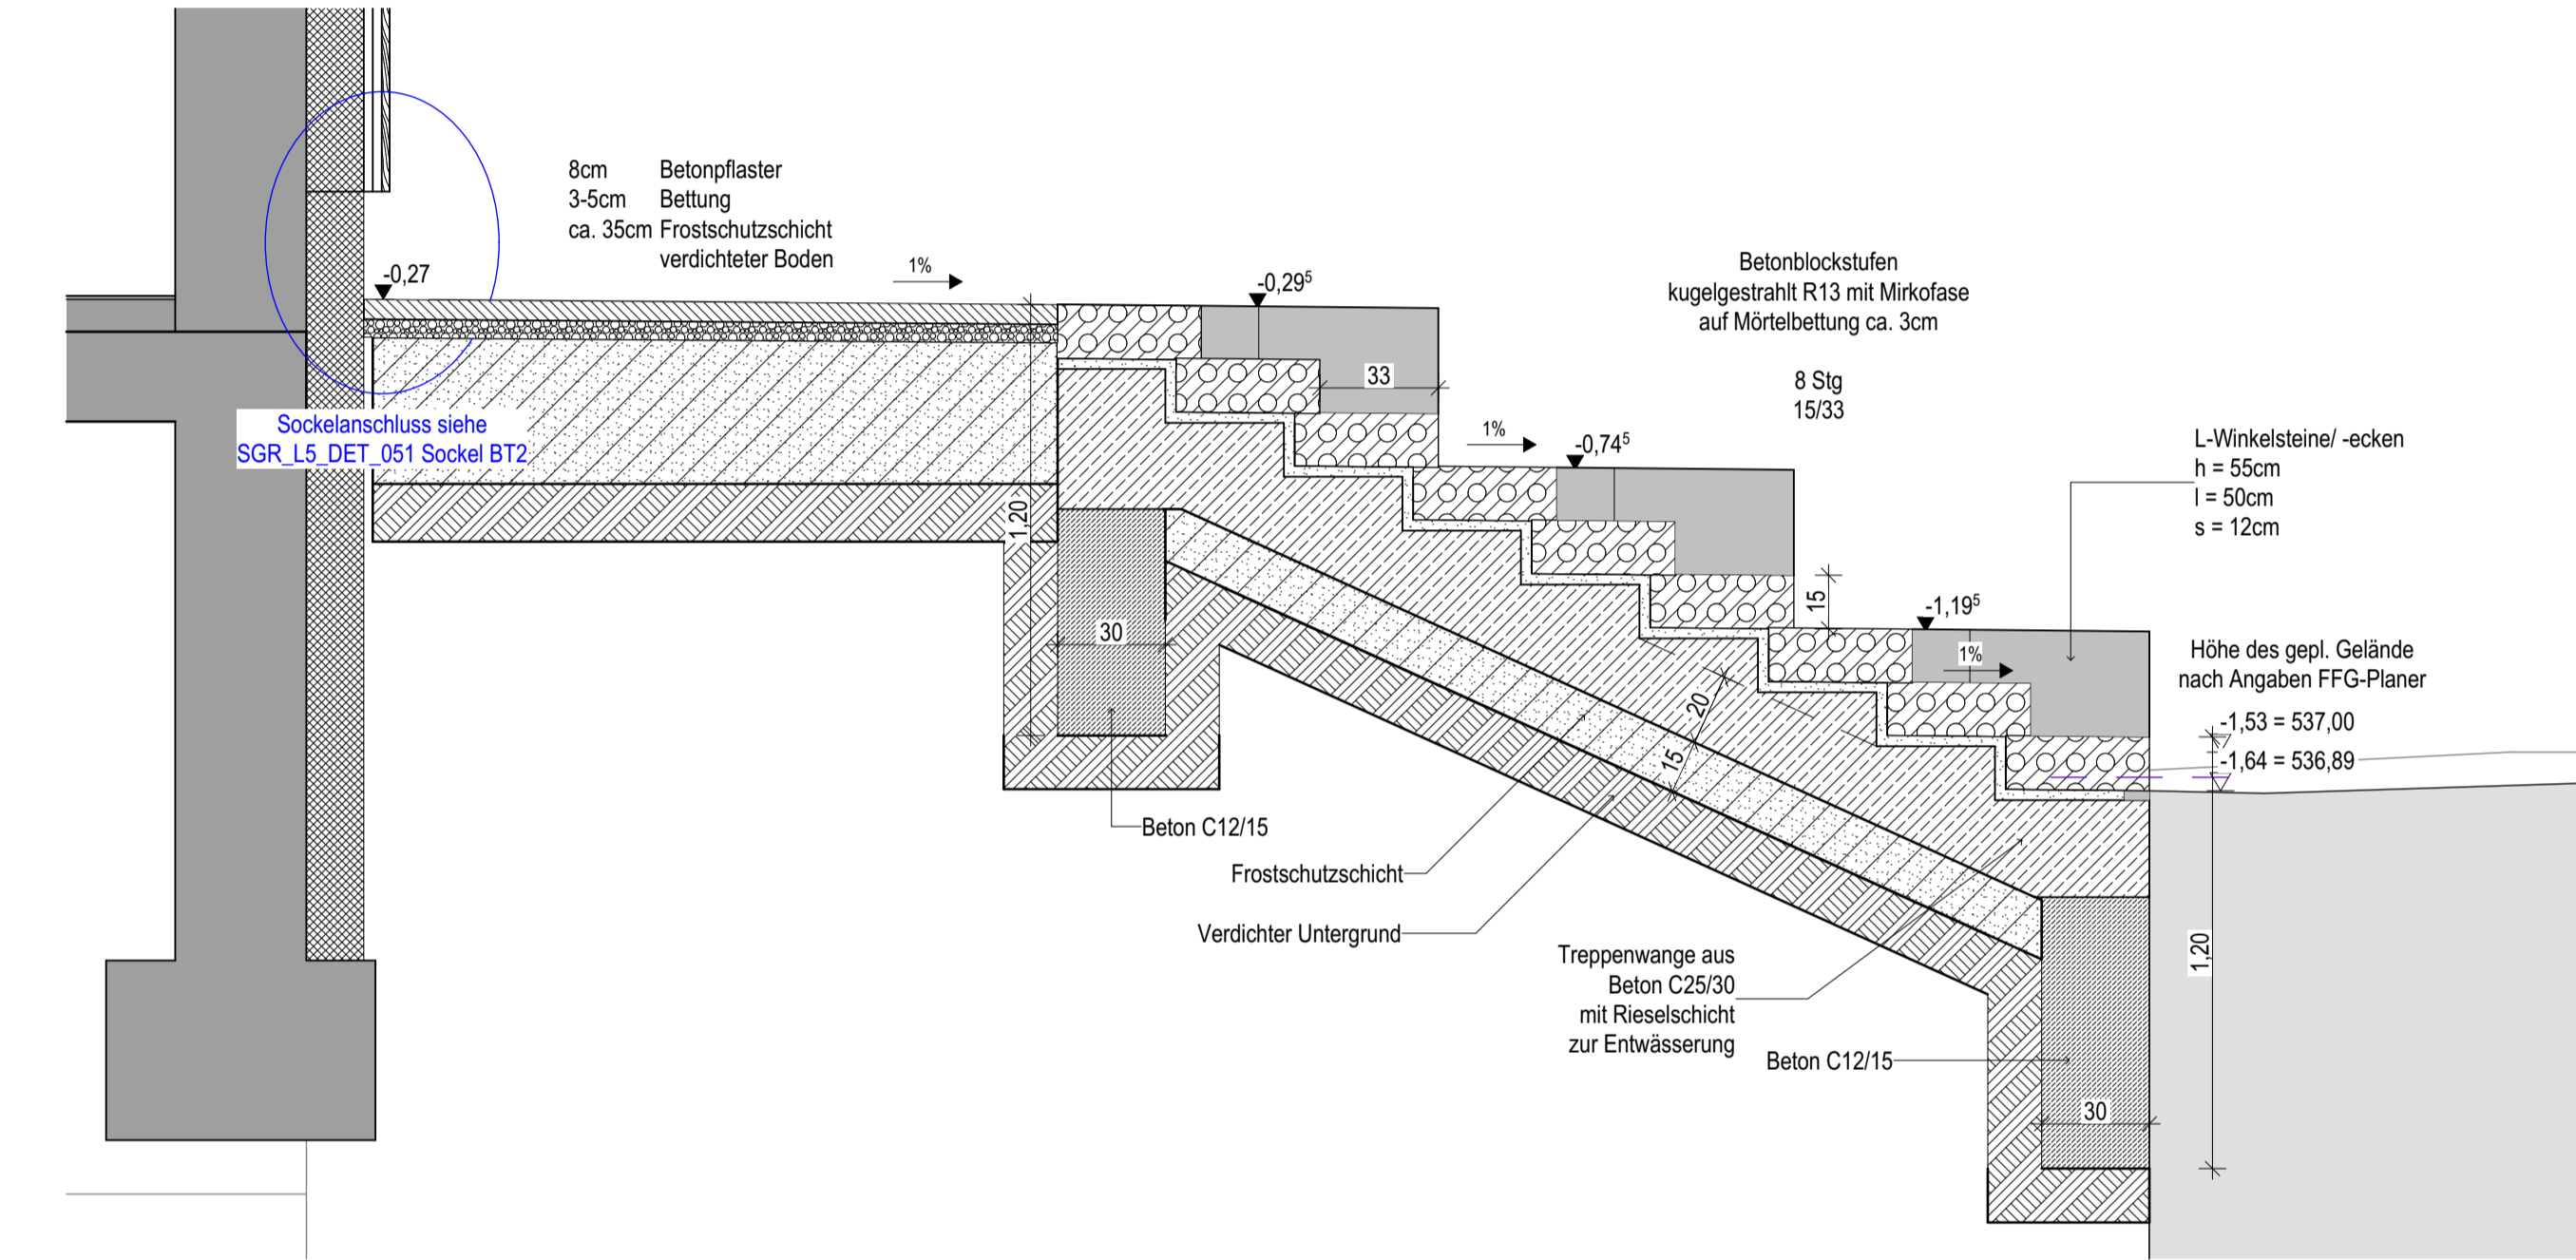 8cm Betonpflaster
3-5cm Bettung
ca. 35cm Frostschutzschicht
verdichteter Boden
-0,27
1%
-0,29⁵
Sockelanschluss siehe
SGR_L5_DET_051 Sockel BT2
33
Betonblockstufen
kugelgestrahlt R13 mit Mirkofase
auf Mörtelbettung ca. 3cm
8 Stg
15/33
1%
-0,74⁵
L-Winkelsteine/ -ecken
h = 55cm
l = 50cm
s = 12cm
1,20
15
-1,19⁵
30
1%
Höhe des gepl. Gelände
nach Angaben FFG-Planer
-1,53 = 537,00
-1,64 = 536,89
20
15
Beton C12/15
Frostschutzschicht
Verdichter Untergrund
Treppenwange aus
Beton C25/30
mit Rieselschicht
zur Entwässerung
1,20
Beton C12/15
30